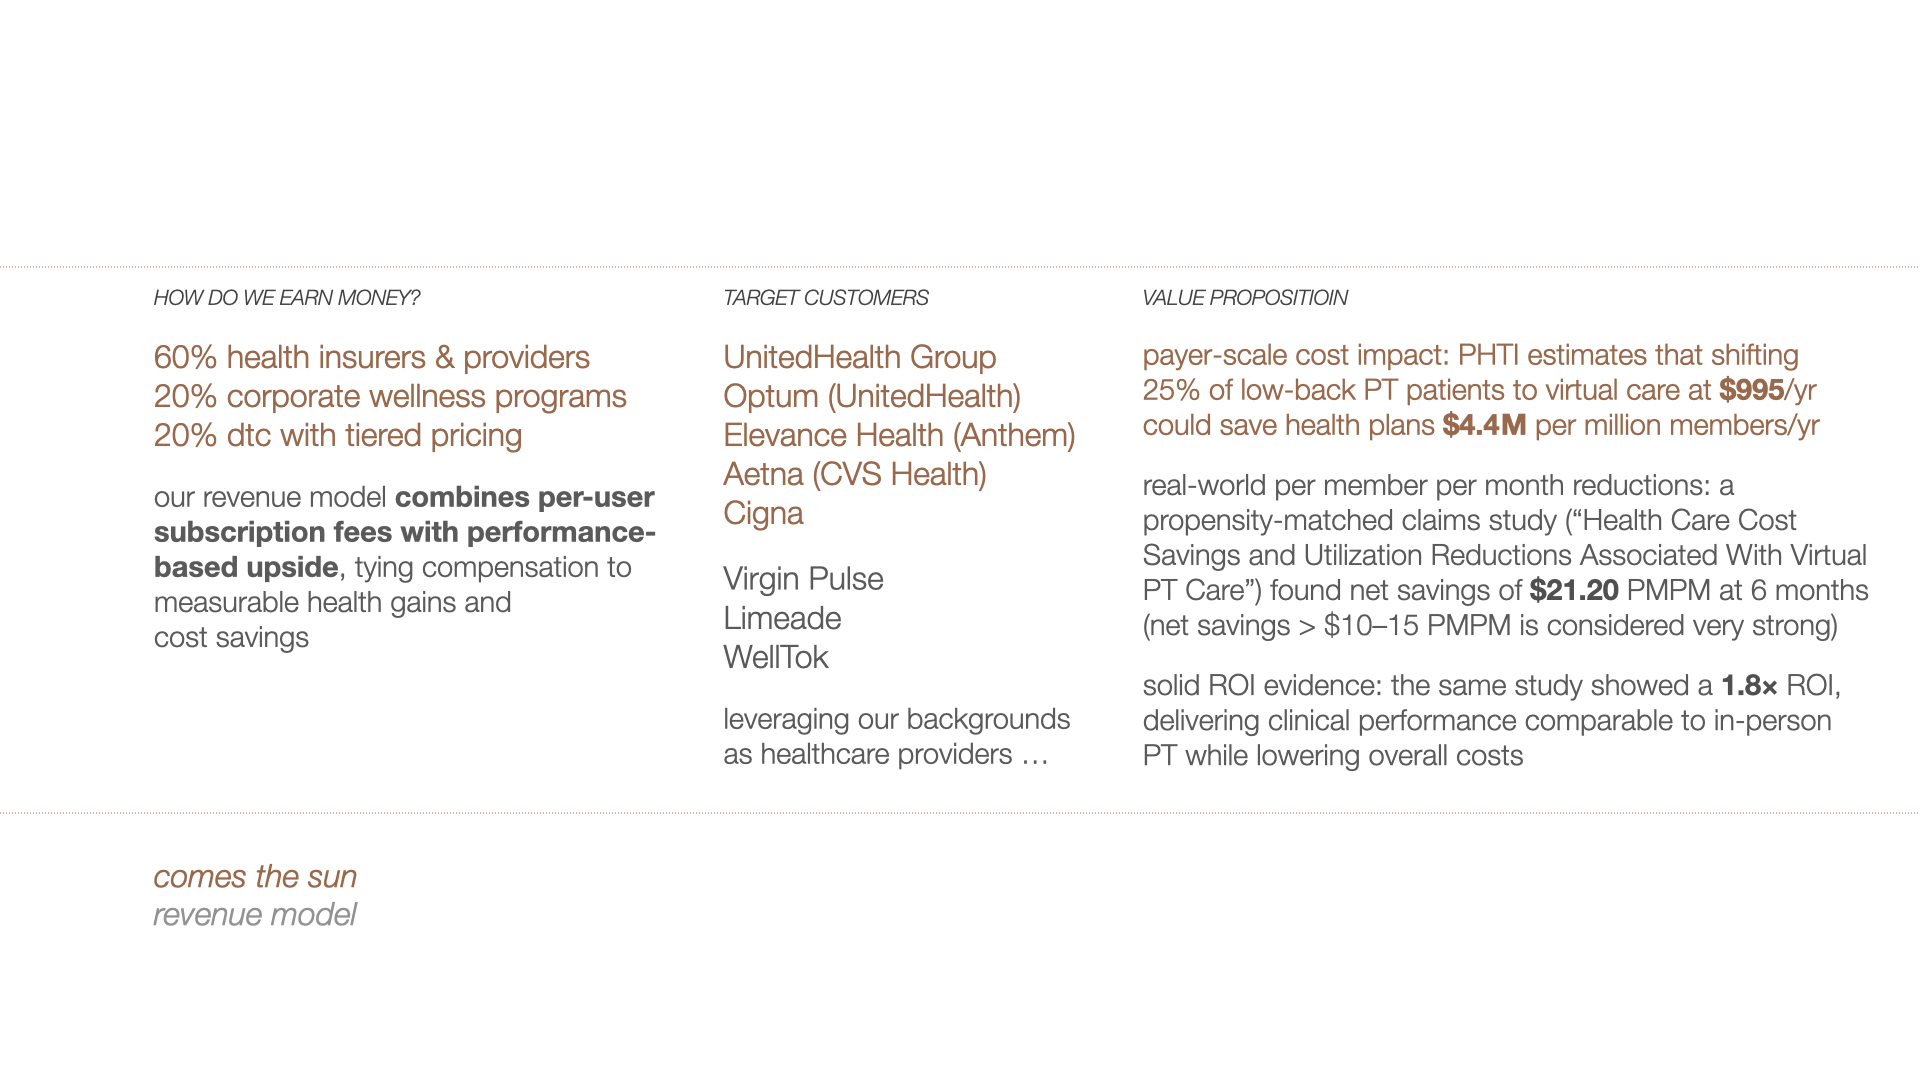 HOW DO WE EARN MONEY?
60% health insurers & providers
20% corporate wellness programs
20% dtc with tiered pricing
our revenue model combines per-user
subscription fees with performance-
based upside, tying compensation to
measurable health gains and
cost savings
TARGET CUSTOMERS
UnitedHealth Group
Optum (UnitedHealth)
Elevance Health (Anthem)
Aetna (CVS Health)
Cigna
Virgin Pulse
Limeade
WellTok
leveraging our backgrounds
as healthcare providers …
VALUE PROPOSITIOIN
payer-scale cost impact: PHTI estimates that shifting
25% of low-back PT patients to virtual care at $995/yr
could save health plans $4.4M per million members/yr
real-world per member per month reductions: a
propensity-matched claims study (“Health Care Cost
Savings and Utilization Reductions Associated With Virtual
PT Care”) found net savings of $21.20 PMPM at 6 months
(net savings > $10–15 PMPM is considered very strong)
solid ROI evidence: the same study showed a 1.8× ROI,
delivering clinical performance comparable to in-person
PT while lowering overall costs
comes the sun
revenue model